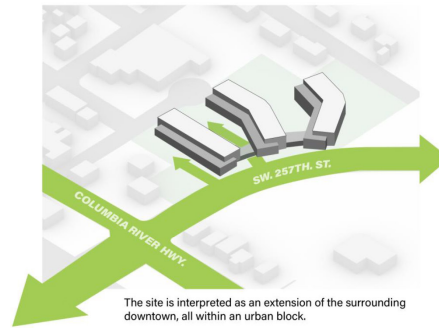 SW. 257TH. ST.
COLUMBIA RIVER HWY.
The site is interpreted as an extension of the surrounding
downtown, all within an urban block.